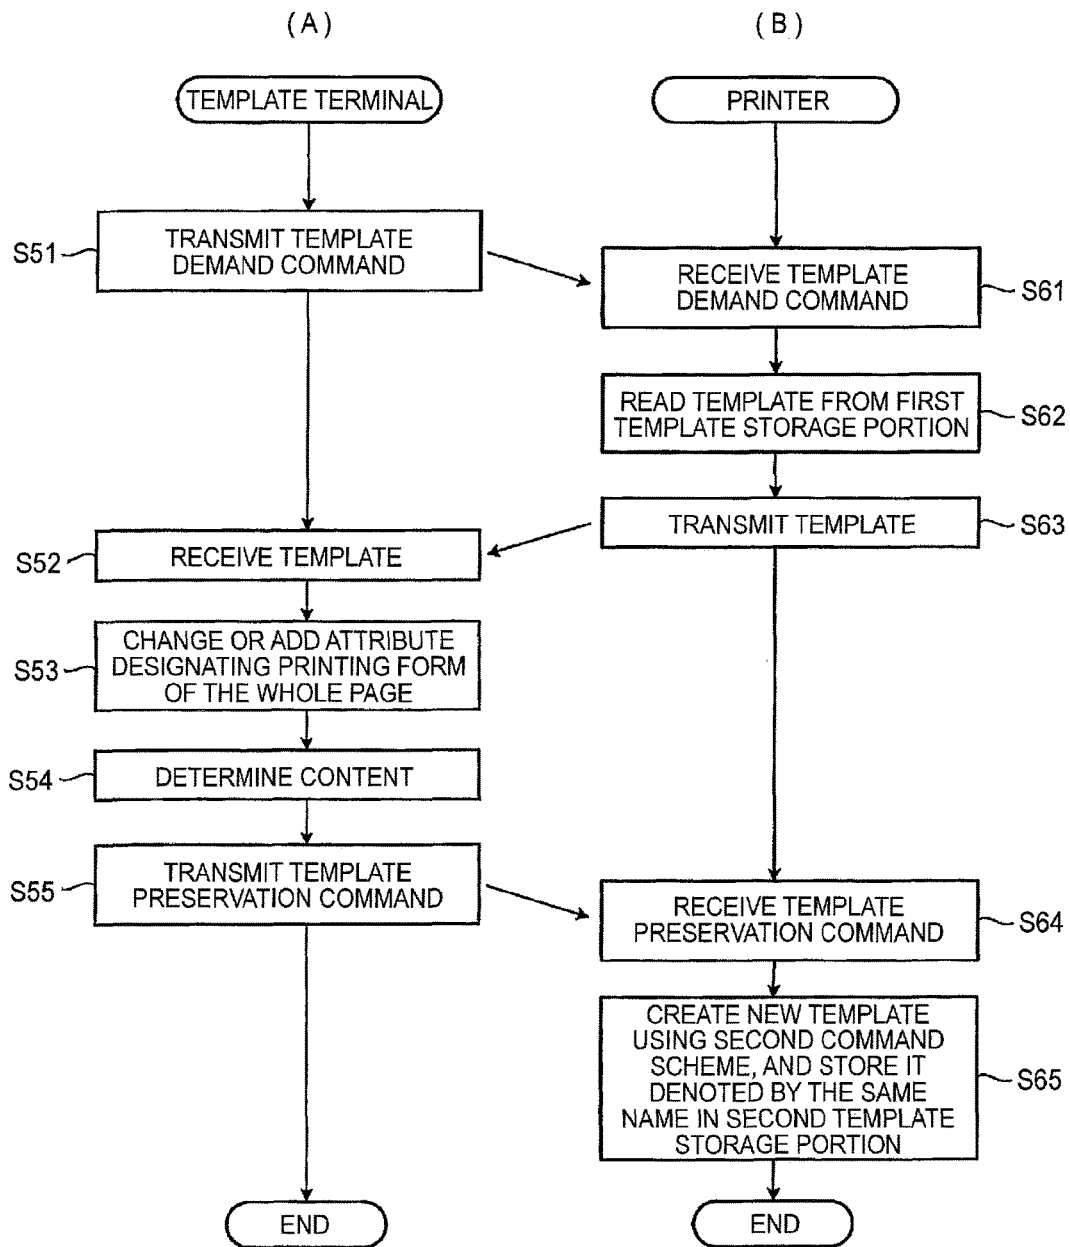 (A)
TEMPLATE TERMINAL
S51
TRANSMIT TEMPLATE
DEMAND COMMAND
S52
RECEIVE TEMPLATE
S53
CHANGE OR ADD ATTRIBUTE
DESIGNATING PRINTING FORM
OF THE WHOLE PAGE
S54
DETERMINE CONTENT
S55
TRANSMIT TEMPLATE
PRESERVATION COMMAND
END
(B)
PRINTER
RECEIVE TEMPLATE
DEMAND COMMAND
S61
READ TEMPLATE FROM FIRST
TEMPLATE STORAGE PORTION
S62
TRANSMIT TEMPLATE
S63
RECEIVE TEMPLATE
PRESERVATION COMMAND
S64
CREATE NEW TEMPLATE
USING SECOND COMMAND
SCHEME, AND STORE IT
DENOTED BY THE SAME
NAME IN SECOND TEMPLATE
STORAGE PORTION
S65
END